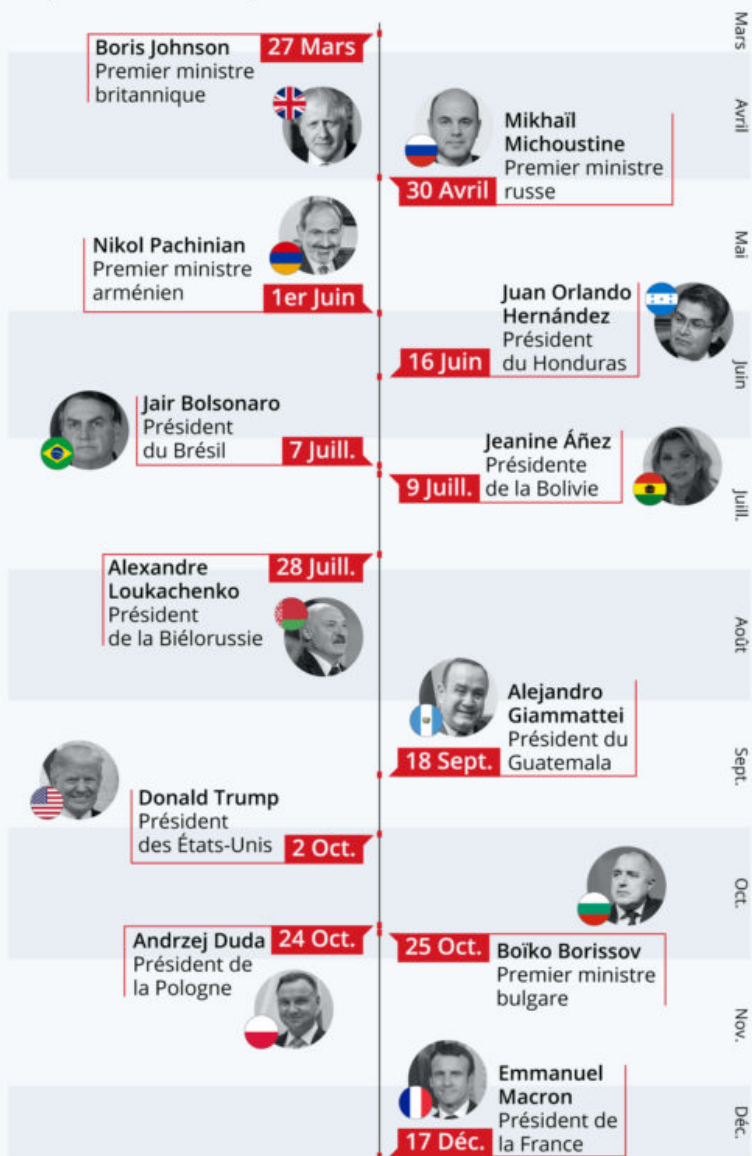 Mars
Boris Johnson
27 Mars
Premier ministre
britannique
Avril
Mikhaïl
Michoustine
Premier ministre
russe
30 Avril
Mai
Nikol Pachinian
Premier ministre
arménien
1er Juin
Juan Orlando
Hernández
Président
du Honduras
16 Juin
Juin
Jair Bolsonaro
Président
du Brésil
7 Juill.
Jeanine Áñez
Présidente
de la Bolivie
9 Juill.
Juill.
Alexandre
Loukachenko
Président
de la Biélorussie
28 Juill.
Août
Alejandro
Giammattei
Président du
Guatemala
18 Sept.
Sept.
Donald Trump
Président
des États-Unis
2 Oct.
Oct.
Andrzej Duda
Président de
la Pologne
24 Oct.
25 Oct.
Boïko Borissov
Premier ministre
bulgare
Nov.
Emmanuel
Macron
Président de
la France
17 Déc.
Déc.